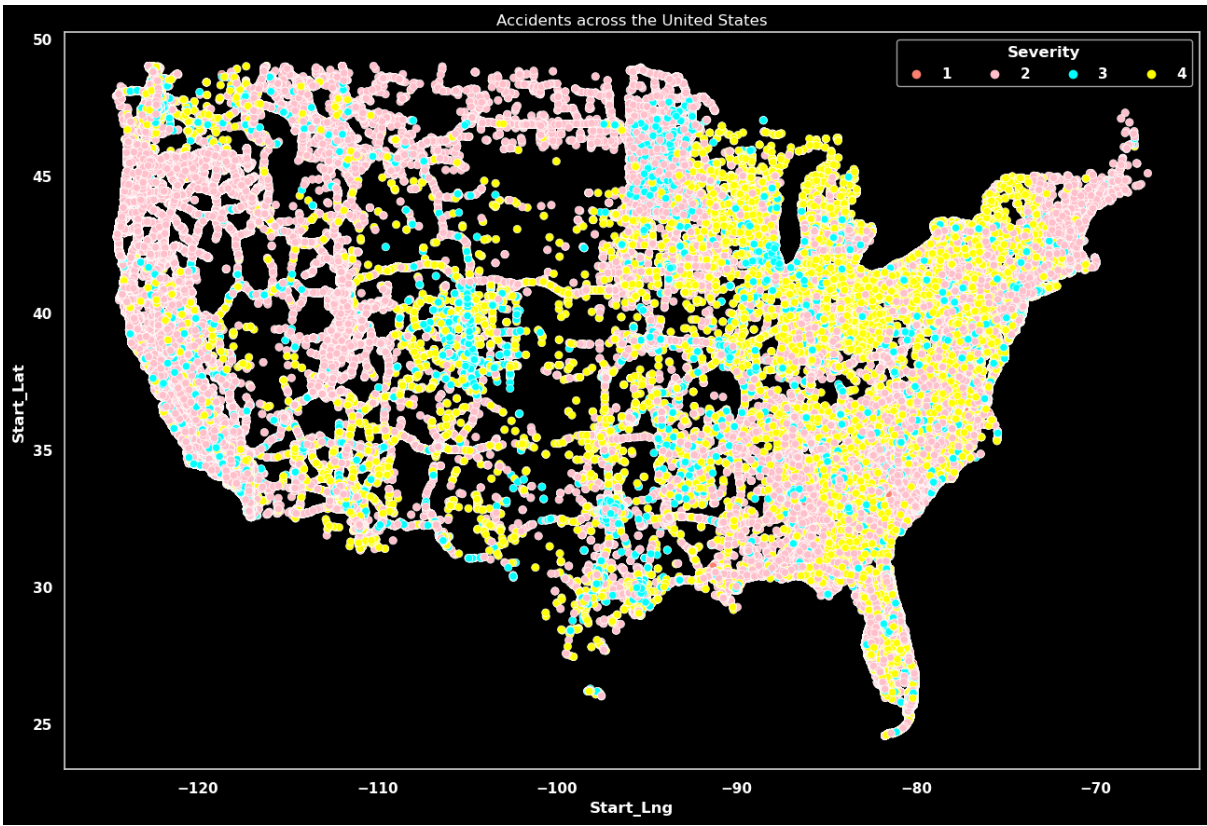 Accidents across the United States
Severity
1 2 3 4
50
45
40
35
30
25
Start_Lat
−120 −110 −100 −90 −80 −70
Start_Lng